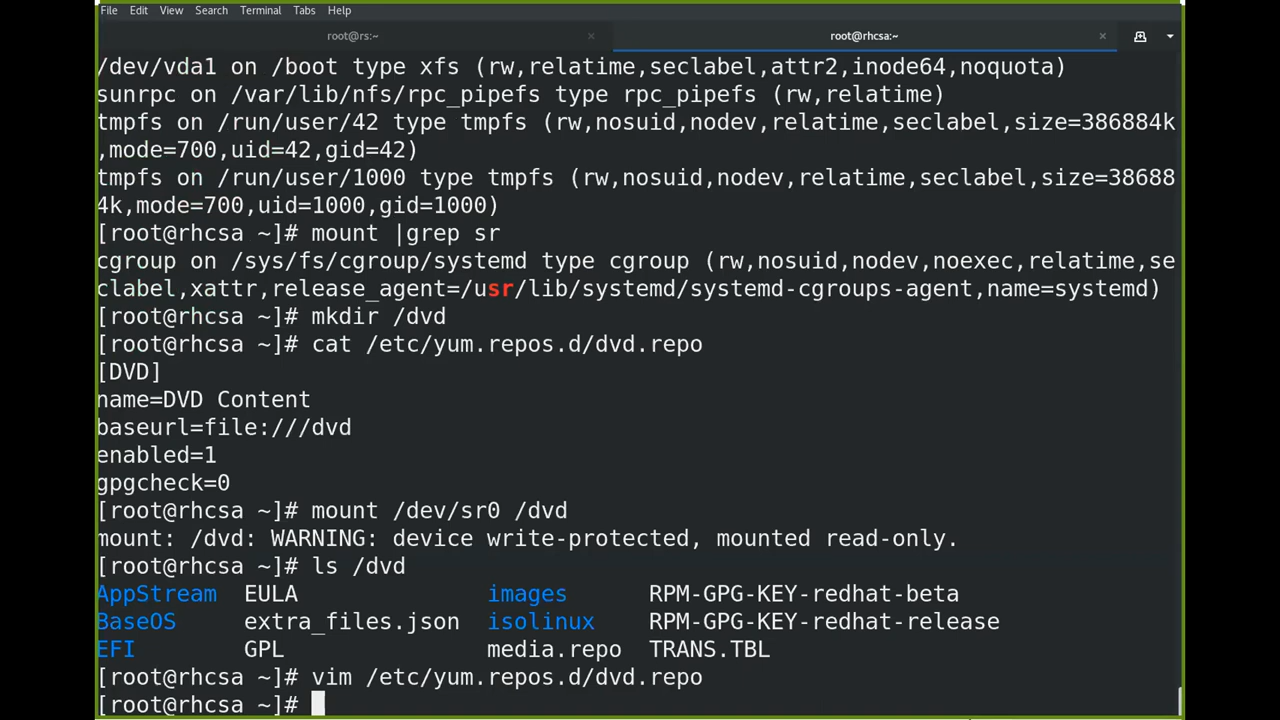 File Edit View Search Terminal Tabs Help
root@rs:~ × root@rhcsa:~ ×
/dev/vda1 on /boot type xfs (rw,relatime,seclabel,attr2,inode64,noquota)
sunrpc on /var/lib/nfs/rpc_pipefs type rpc_pipefs (rw,relatime)
tmpfs on /run/user/42 type tmpfs (rw,nosuid,nodev,relatime,seclabel,size=386884k
,mode=700,uid=42,gid=42)
tmpfs on /run/user/1000 type tmpfs (rw,nosuid,nodev,relatime,seclabel,size=38688
4k,mode=700,uid=1000,gid=1000)
[root@rhcsa ~]# mount |grep sr
cgroup on /sys/fs/cgroup/systemd type cgroup (rw,nosuid,nodev,noexec,relatime,se
clabel,xattr,release_agent=/usr/lib/systemd/systemd-cgroups-agent,name=systemd)
[root@rhcsa ~]# mkdir /dvd
[root@rhcsa ~]# cat /etc/yum.repos.d/dvd.repo
[DVD]
name=DVD Content
baseurl=file:///dvd
enabled=1
gpgcheck=0
[root@rhcsa ~]# mount /dev/sr0 /dvd
mount: /dvd: WARNING: device write-protected, mounted read-only.
[root@rhcsa ~]# ls /dvd
AppStream EULA images RPM-GPG-KEY-redhat-beta
BaseOS extra_files.json isolinux RPM-GPG-KEY-redhat-release
EFI GPL media.repo TRANS.TBL
[root@rhcsa ~]# vim /etc/yum.repos.d/dvd.repo
[root@rhcsa ~]#